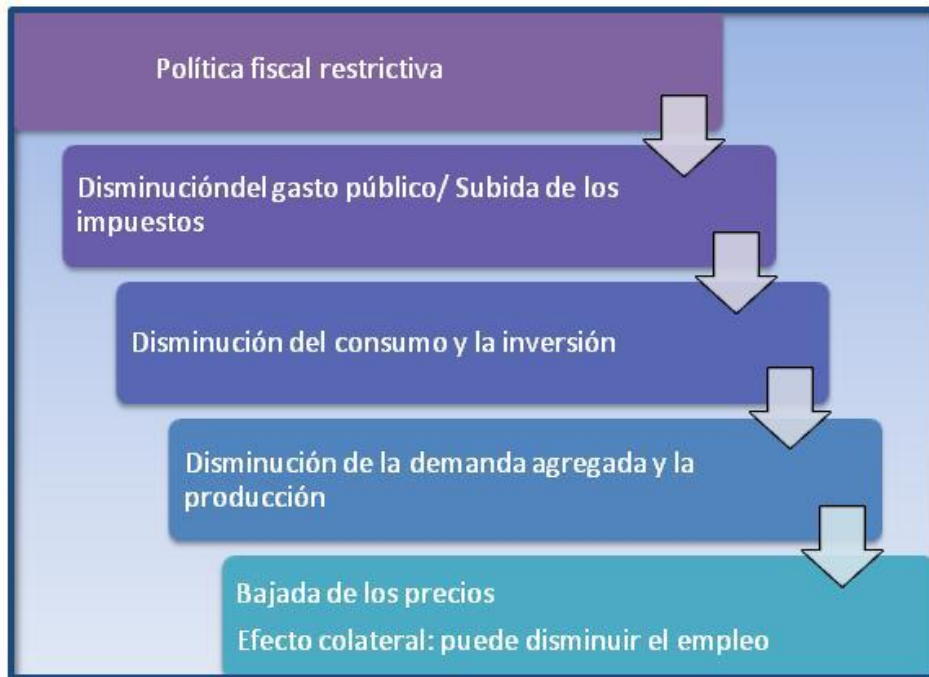 Política fiscal restrictiva
Disminucióndel gasto público/ Subida de los
impuestos
Disminución del consumo y la inversión
Disminución de la demanda agregada y la
producción
Bajada de los precios
Efecto colateral: puede disminuir el empleo